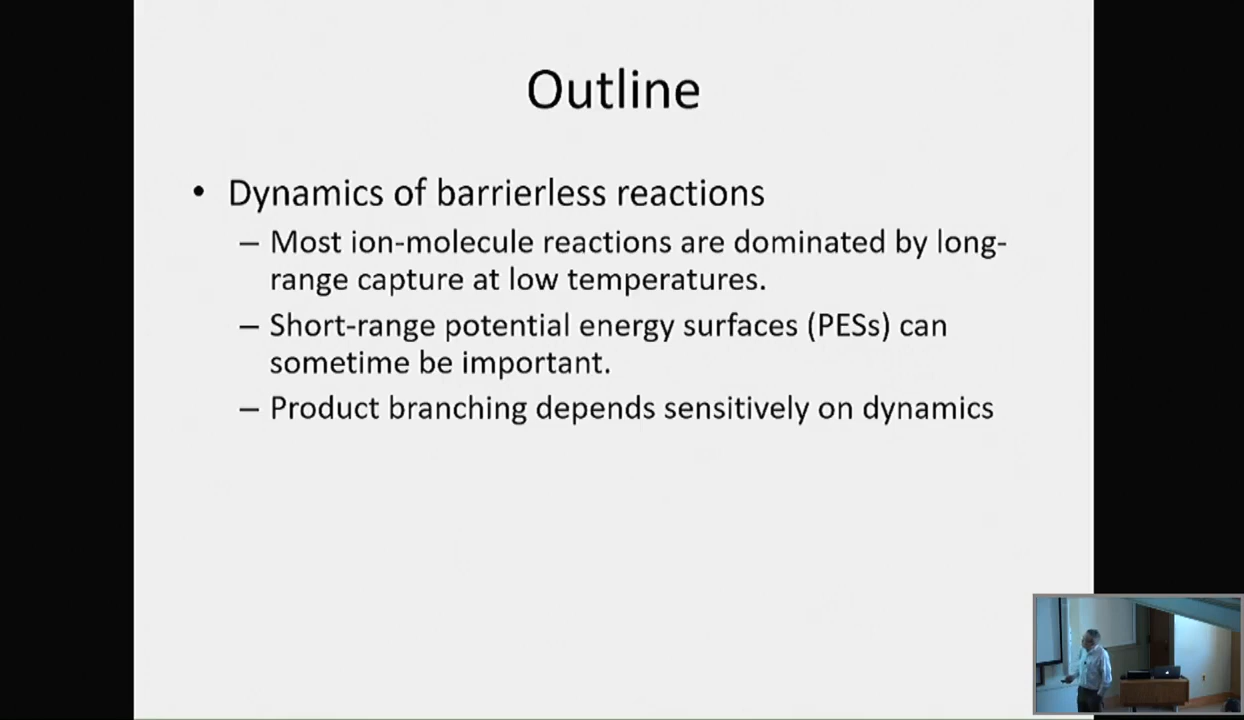 Outline
• Dynamics of barrierless reactions
– Most ion-molecule reactions are dominated by long-
range capture at low temperatures.
– Short-range potential energy surfaces (PESs) can
sometime be important.
– Product branching depends sensitively on dynamics